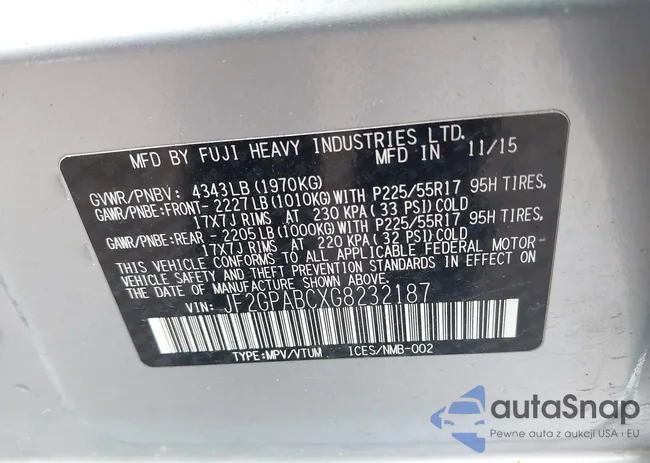 MFD BY FUJI HEAVY INDUSTRIES LTD.
MFD IN 11/15
GVWR/PNBV: 4343LB(1970KG)
GAWR/PNBE:FRONT- 2227LB(1010KG)WITH P225/55R17 95H TIRES,
17X7J RIMS AT 230 KPA(33 PSI)COLD
GAWR/PNBE:REAR - 2205LB(1000KG)WITH P225/55R17 95H TIRES,
17X7J RIMS AT 220 KPA(32 PSI)COLD
THIS VEHICLE CONFORMS TO ALL APPLICABLE FEDERAL MOTOR
VEHICLE SAFETY AND THEFT PREVENTION STANDARDS IN EFFECT ON
THE DATE OF MANUFACTURE SHOWN ABOVE.
VIN: JF2GPABCXG8232187
TYPE:MPV/VTUM ICES/NMB-002
autaSnap
Pewne auta z aukcji USA i EU